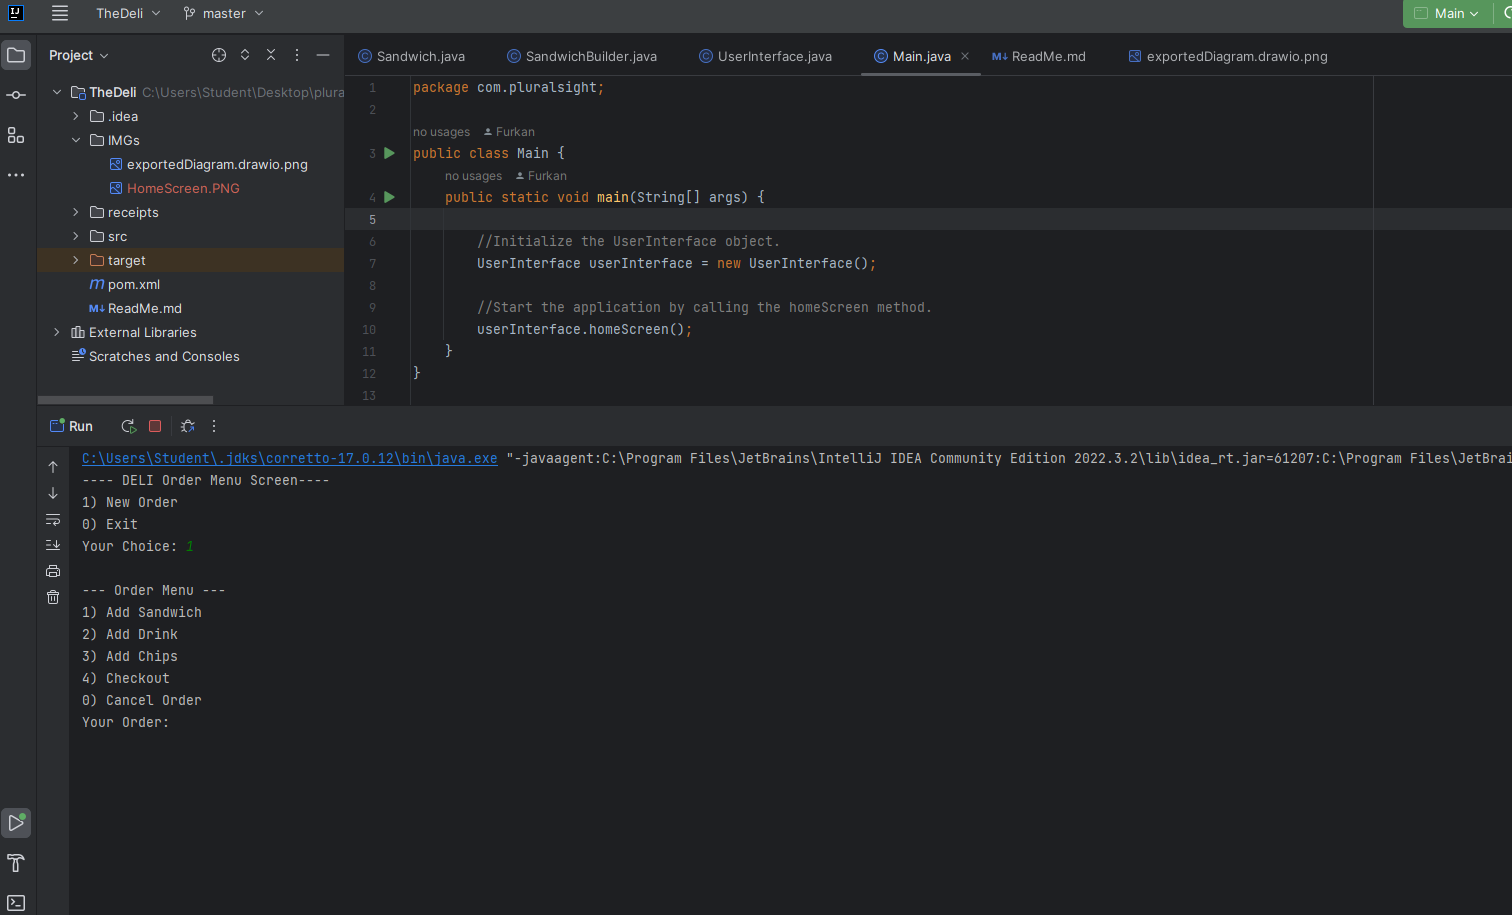 IJ
TheDeli
master
Main
Project
Sandwich.java
SandwichBuilder.java
UserInterface.java
Main.java
M↓ ReadMe.md
exportedDiagram.drawio.png
TheDeli C:\Users\Student\Desktop\plura
.idea
IMGs
exportedDiagram.drawio.png
HomeScreen.PNG
receipts
src
target
m pom.xml
M↓ ReadMe.md
External Libraries
Scratches and Consoles
1 package com.pluralsight;
2
no usages Furkan
3 public class Main {
no usages Furkan
4 public static void main(String[] args) {
5
6 //Initialize the UserInterface object.
7 UserInterface userInterface = new UserInterface();
8
9 //Start the application by calling the homeScreen method.
10 userInterface.homeScreen();
11 }
12 }
13
Run
C:\Users\Student\.jdks\corretto-17.0.12\bin\java.exe "-javaagent:C:\Program Files\JetBrains\IntelliJ IDEA Community Edition 2022.3.2\lib\idea_rt.jar=61207:C:\Program Files\JetBrai
---- DELI Order Menu Screen----
1) New Order
0) Exit
Your Choice: 1
--- Order Menu ---
1) Add Sandwich
2) Add Drink
3) Add Chips
4) Checkout
0) Cancel Order
Your Order: